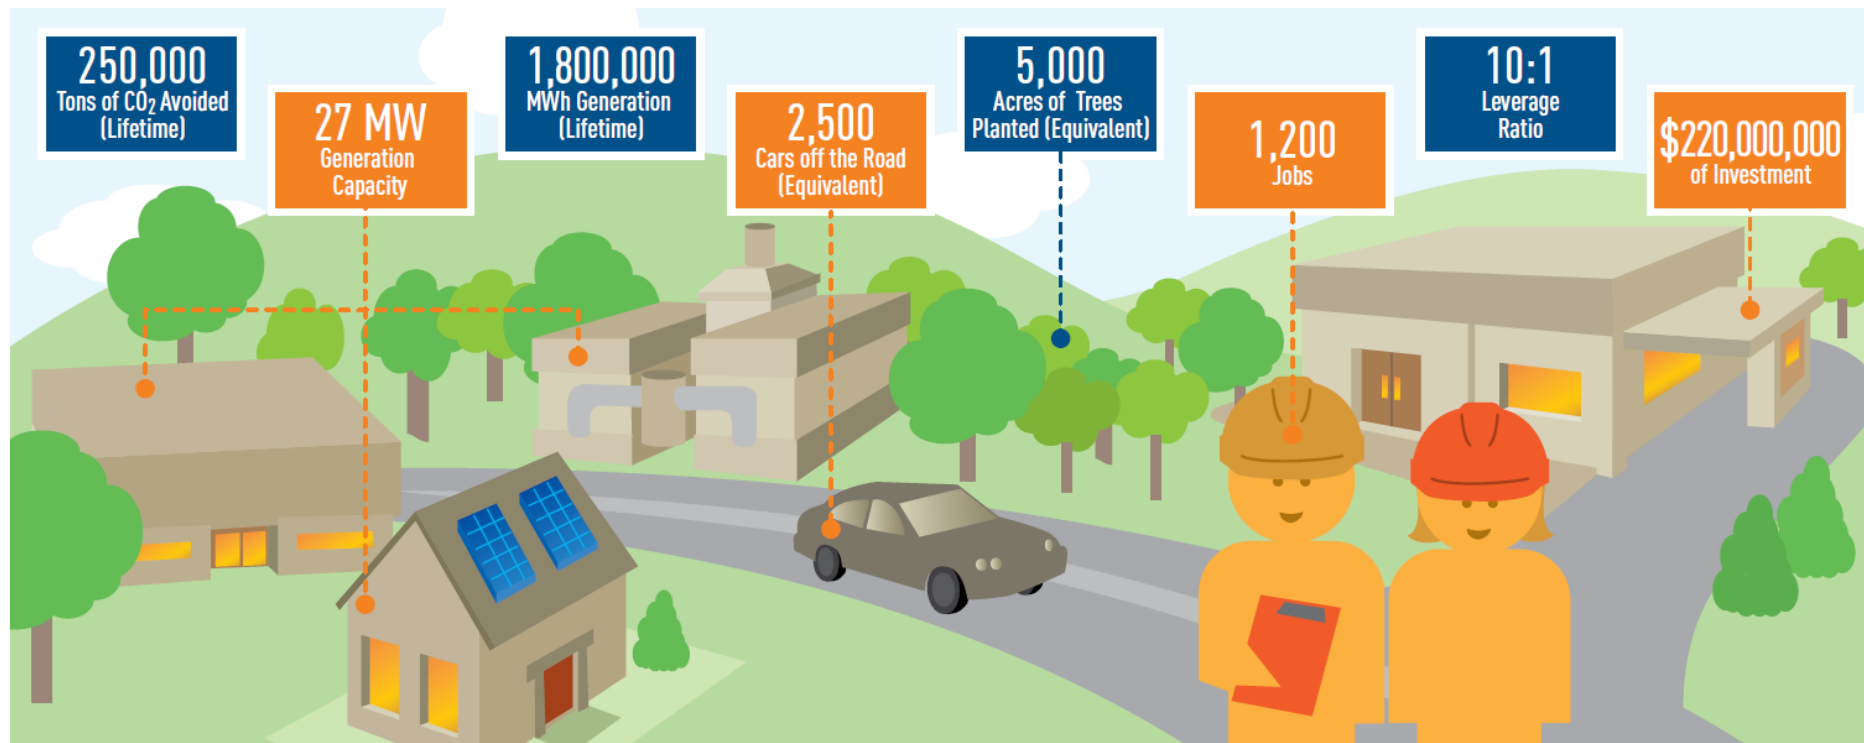 250,000
Tons of CO₂ Avoided
(Lifetime)
27 MW
Generation
Capacity
1,800,000
MWh Generation
(Lifetime)
2,500
Cars off the Road
(Equivalent)
5,000
Acres of Trees
Planted (Equivalent)
1,200
Jobs
10:1
Leverage
Ratio
$220,000,000
of Investment